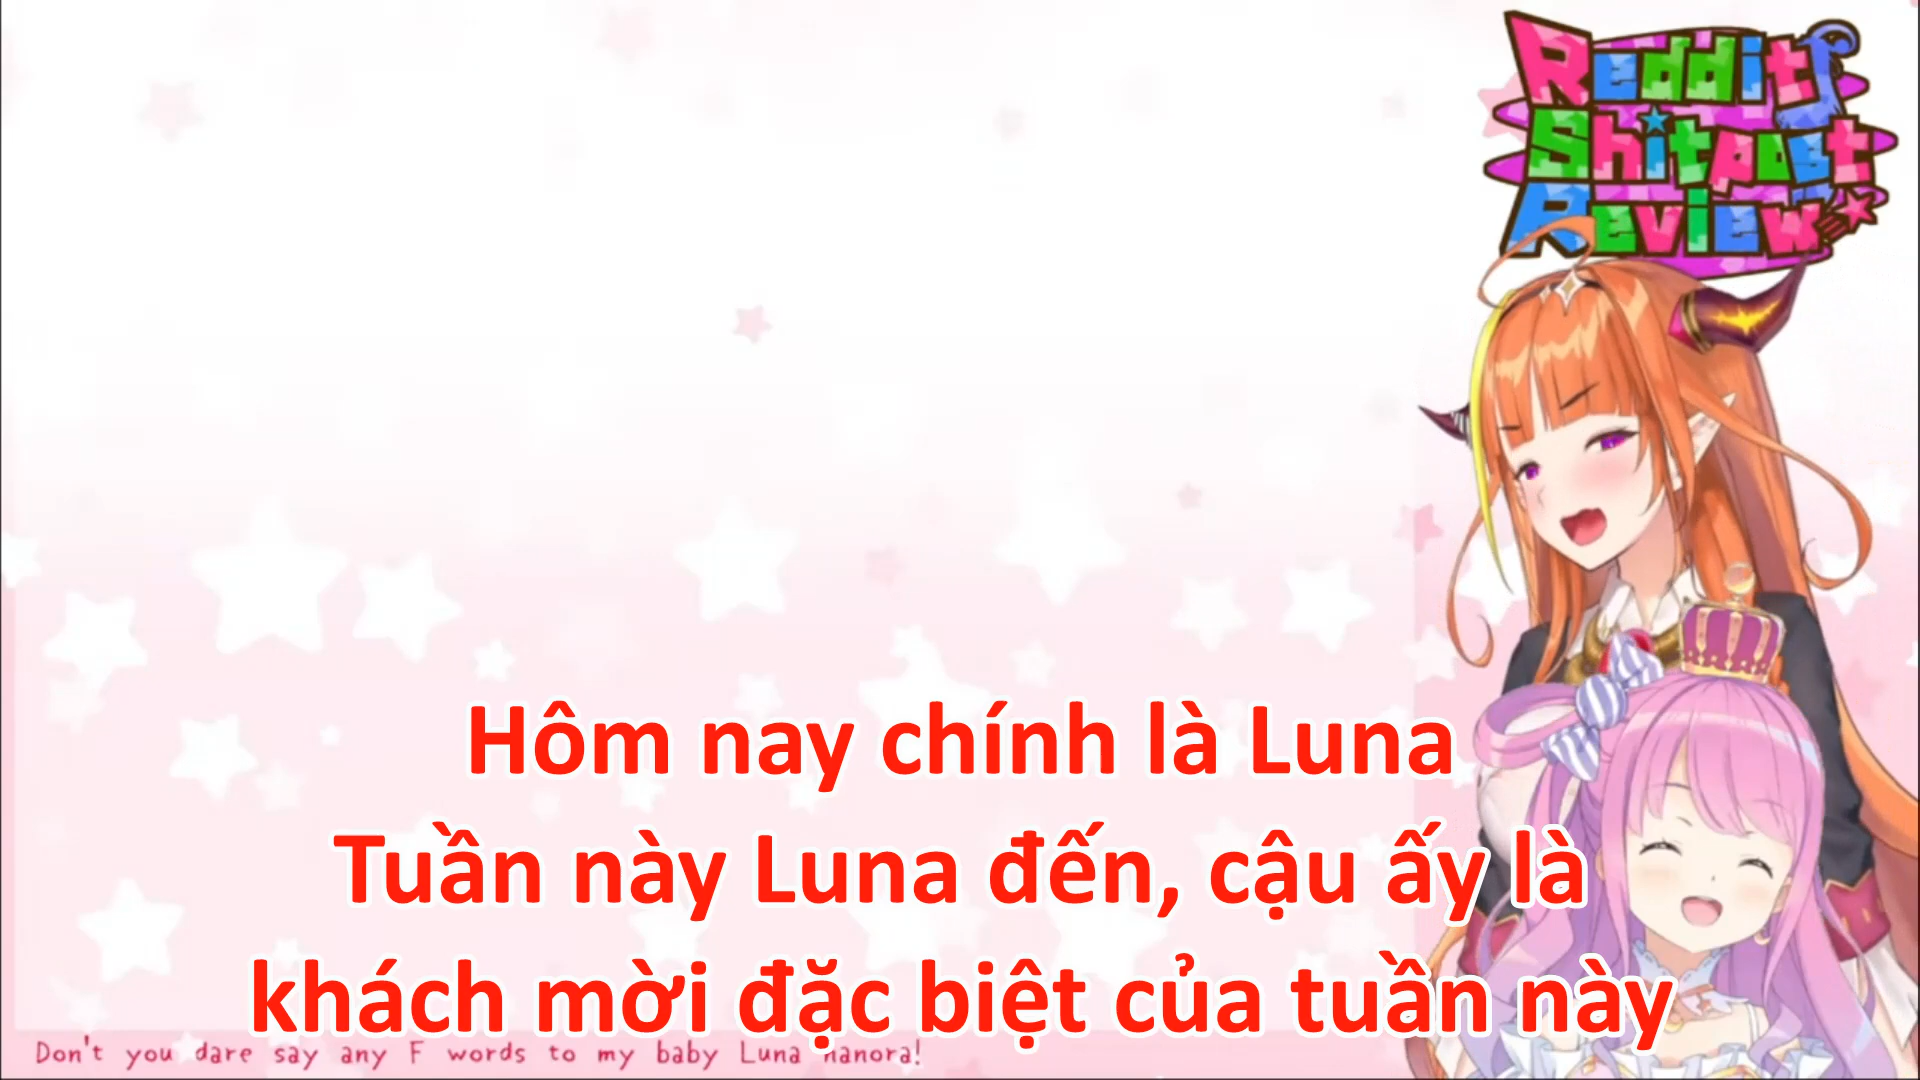 Reddit
Shitpost
Review
Hôm nay chính là Luna
Tuần này Luna đến, cậu ấy là
khách mời đặc biệt của tuần này
Don't you dare say any F words to my baby Luna nanora!